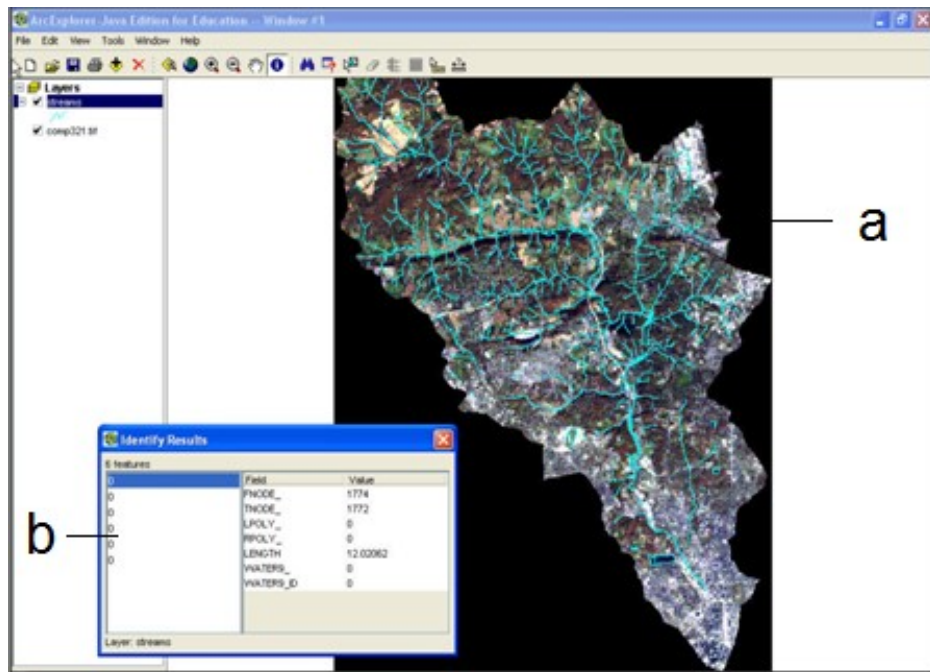 ArcExplorer-Java Edition for Education -- Window #1
File Edit View Tools Window Help
Layers
streams
comp321.tif
a
Identify Results
6 features
b
0
0
0
0
0
0
Field Value
FNODE_ 1774
TNODE_ 1772
LPOLY_ 0
RPOLY_ 0
LENGTH 12.02062
WATERS_ 0
WATERS_ID 0
Layer: streams